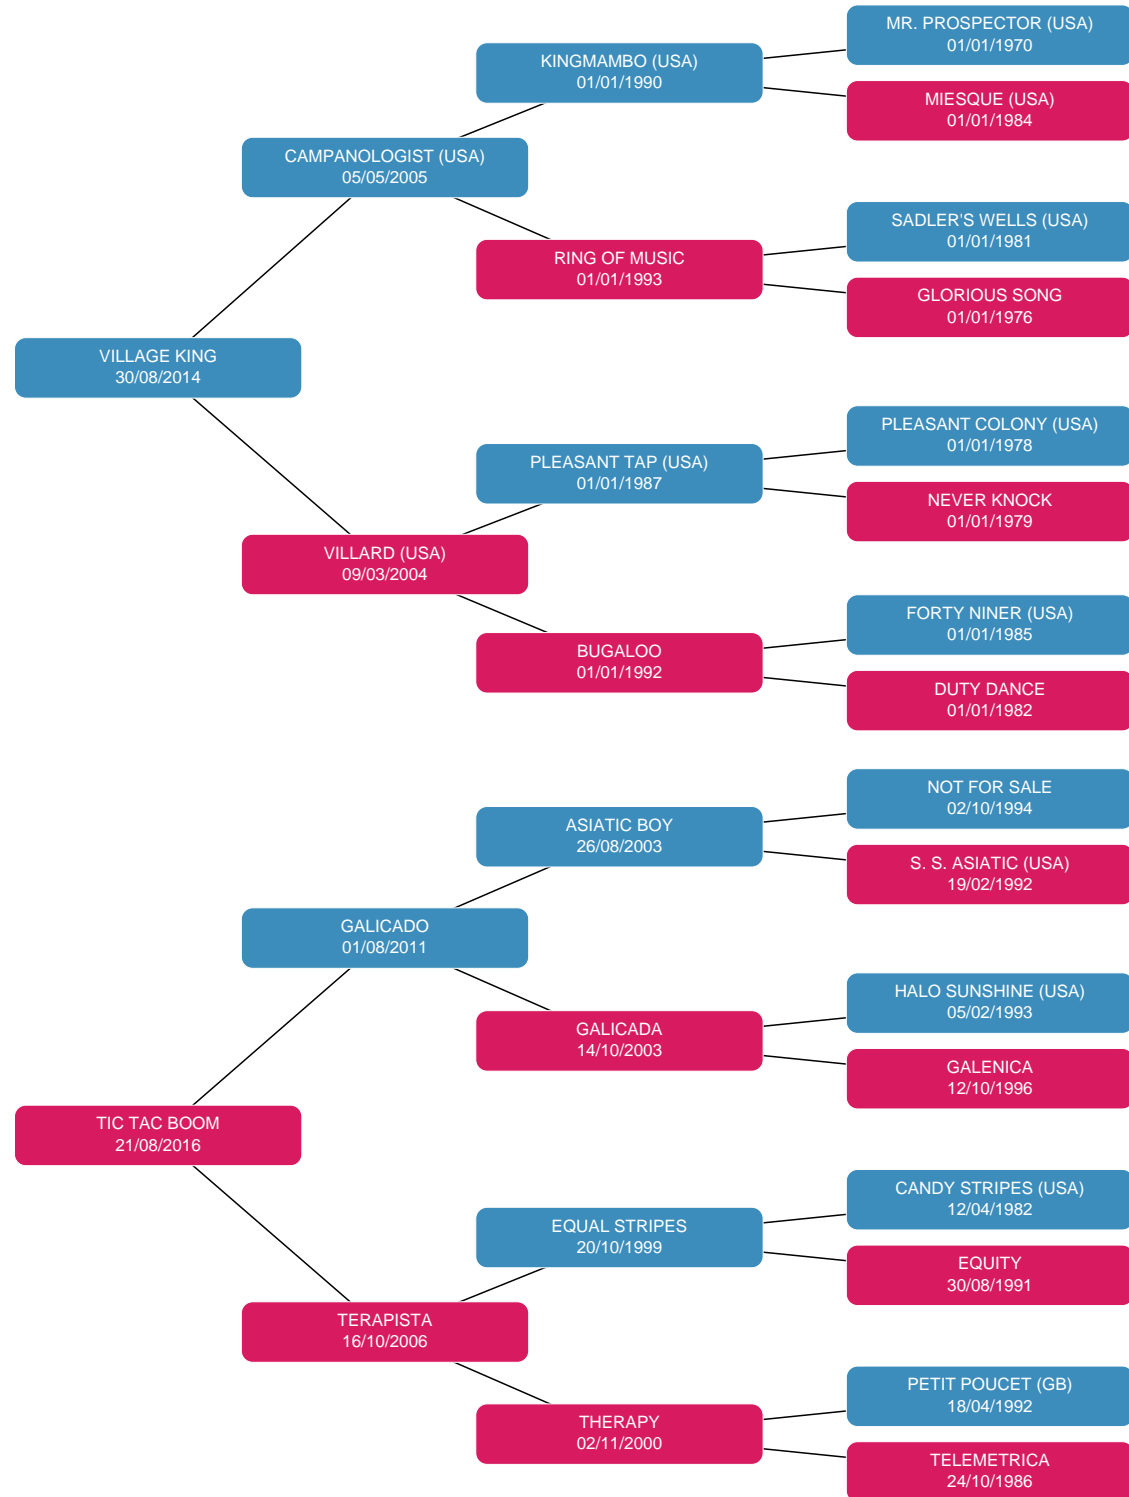 MR. PROSPECTOR (USA)
01/01/1970
KINGMAMBO (USA)
01/01/1990
MIESQUE (USA)
01/01/1984
CAMPANOLOGIST (USA)
05/05/2005
SADLER'S WELLS (USA)
01/01/1981
RING OF MUSIC
01/01/1993
GLORIOUS SONG
01/01/1976
VILLAGE KING
30/08/2014
PLEASANT COLONY (USA)
01/01/1978
PLEASANT TAP (USA)
01/01/1987
NEVER KNOCK
01/01/1979
VILLARD (USA)
09/03/2004
FORTY NINER (USA)
01/01/1985
BUGALOO
01/01/1992
DUTY DANCE
01/01/1982
NOT FOR SALE
02/10/1994
ASIATIC BOY
26/08/2003
S. S. ASIATIC (USA)
19/02/1992
GALICADO
01/08/2011
HALO SUNSHINE (USA)
05/02/1993
GALICADA
14/10/2003
GALENICA
12/10/1996
TIC TAC BOOM
21/08/2016
CANDY STRIPES (USA)
12/04/1982
EQUAL STRIPES
20/10/1999
EQUITY
30/08/1991
TERAPISTA
16/10/2006
PETIT POUCET (GB)
18/04/1992
THERAPY
02/11/2000
TELEMETRICA
24/10/1986